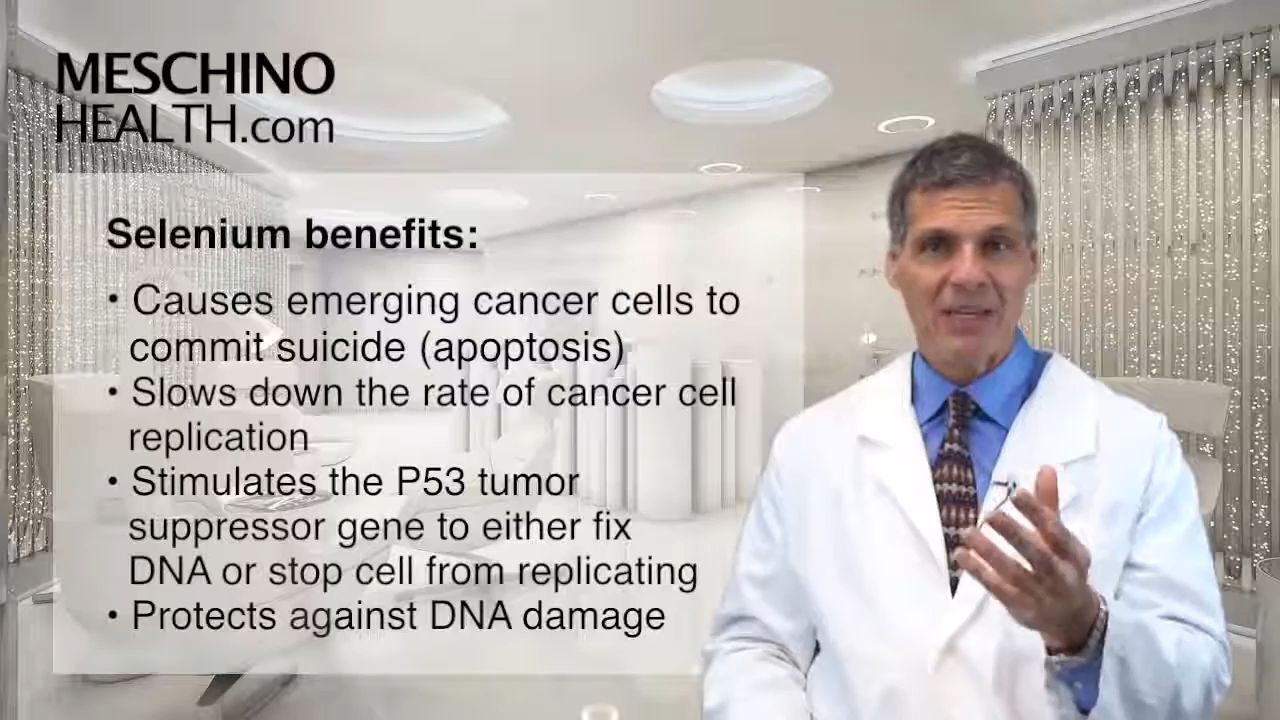 MESCHINO
HEALTH.com
Selenium benefits:
• Causes emerging cancer cells to
commit suicide (apoptosis)
• Slows down the rate of cancer cell
replication
• Stimulates the P53 tumor
suppressor gene to either fix
DNA or stop cell from replicating
• Protects against DNA damage